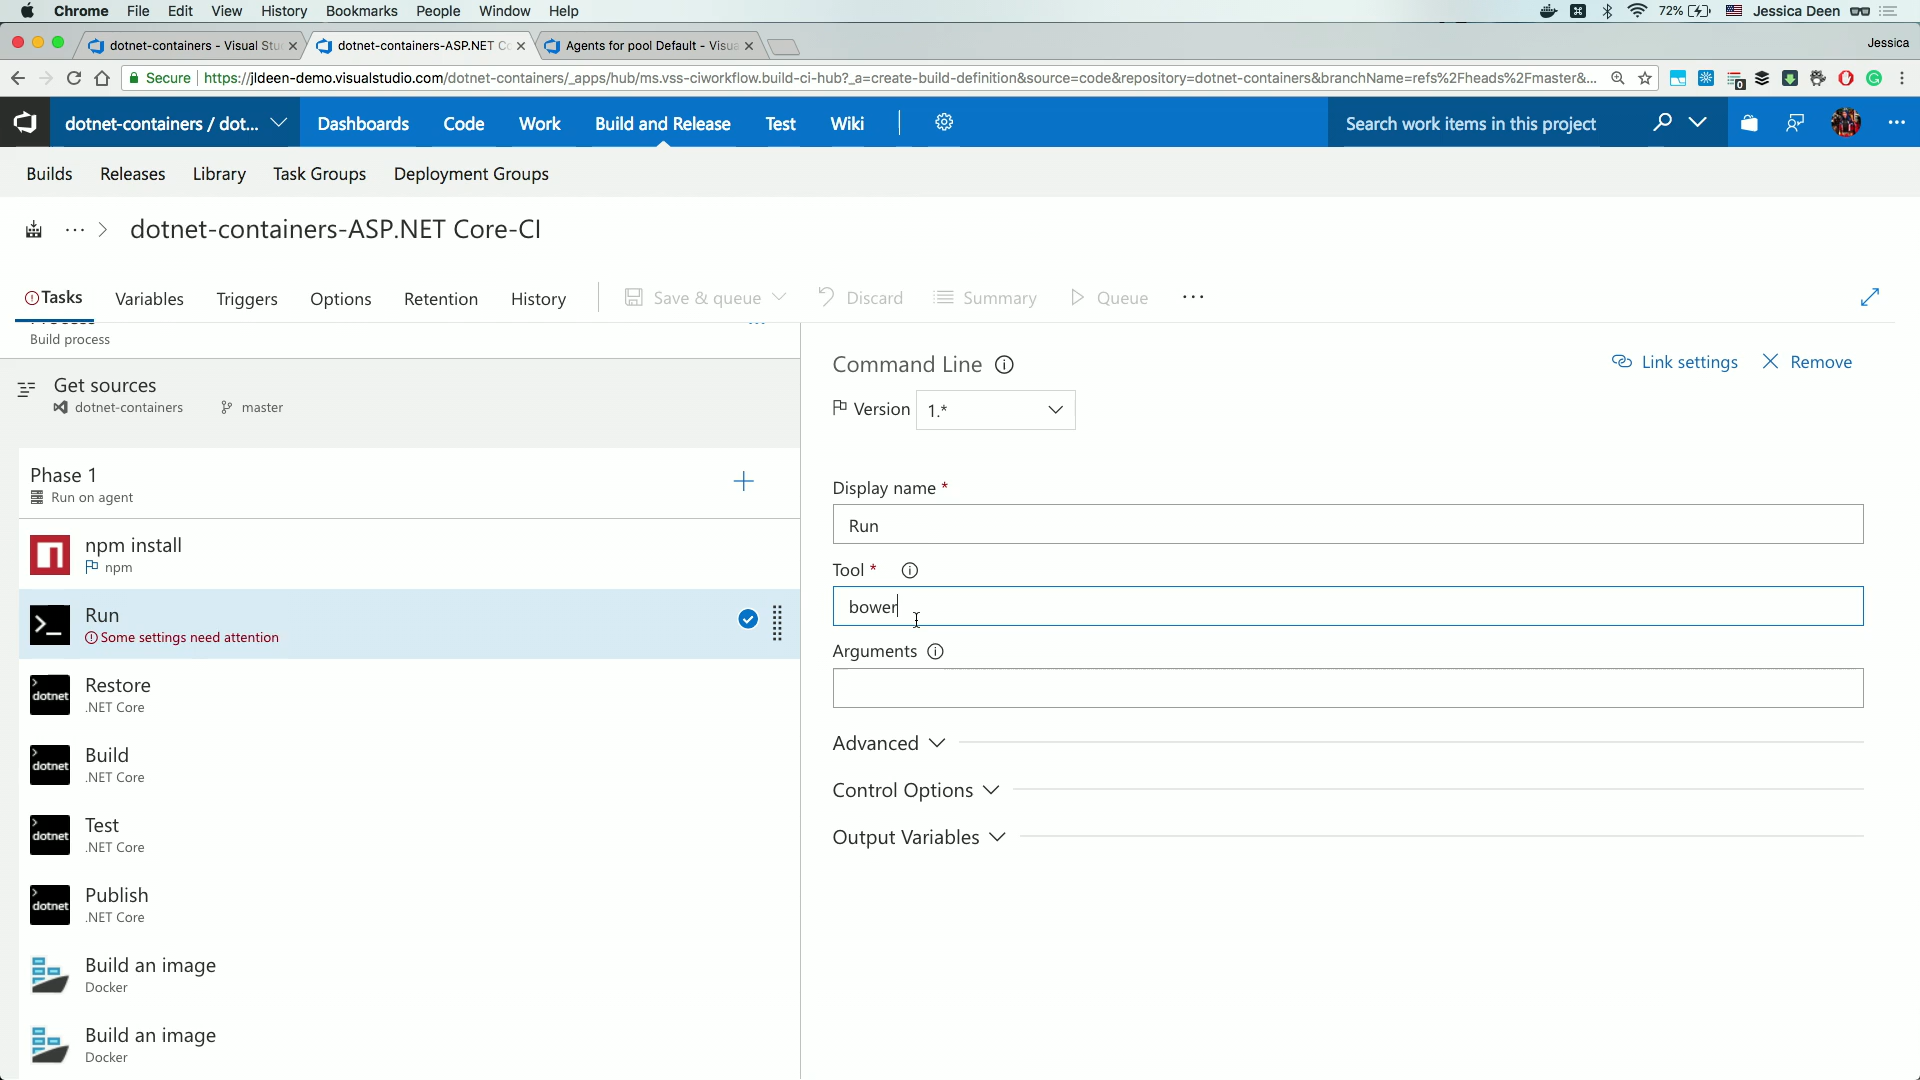 Chrome File Edit View History Bookmarks People Window Help
72% Jessica Deen
dotnet-containers - Visual Stu
dotnet-containers-ASP.NET C
Agents for pool Default - Visua
Jessica
Secure https://jldeen-demo.visualstudio.com/dotnet-containers/_apps/hub/ms.vss-ciworkflow.build-ci-hub?_a=create-build-definition&source=code&repository=dotnet-containers&branchName=refs%2Fheads%2Fmaster&...
0
dotnet-containers / dot...
Dashboards Code Work Build and Release Test Wiki
Search work items in this project
Builds Releases Library Task Groups Deployment Groups
... > dotnet-containers-ASP.NET Core-CI
Tasks Variables Triggers Options Retention History
Save & queue Discard Summary Queue ...
Process
Build process
Get sources
dotnet-containers master
Phase 1
Run on agent
npm install
npm
Run
Some settings need attention
dotnet
Restore
.NET Core
dotnet
Build
.NET Core
dotnet
Test
.NET Core
dotnet
Publish
.NET Core
Build an image
Docker
Build an image
Docker
Command Line
Link settings Remove
Version 1.*
Display name *
Run
Tool *
bower
Arguments
Advanced
Control Options
Output Variables